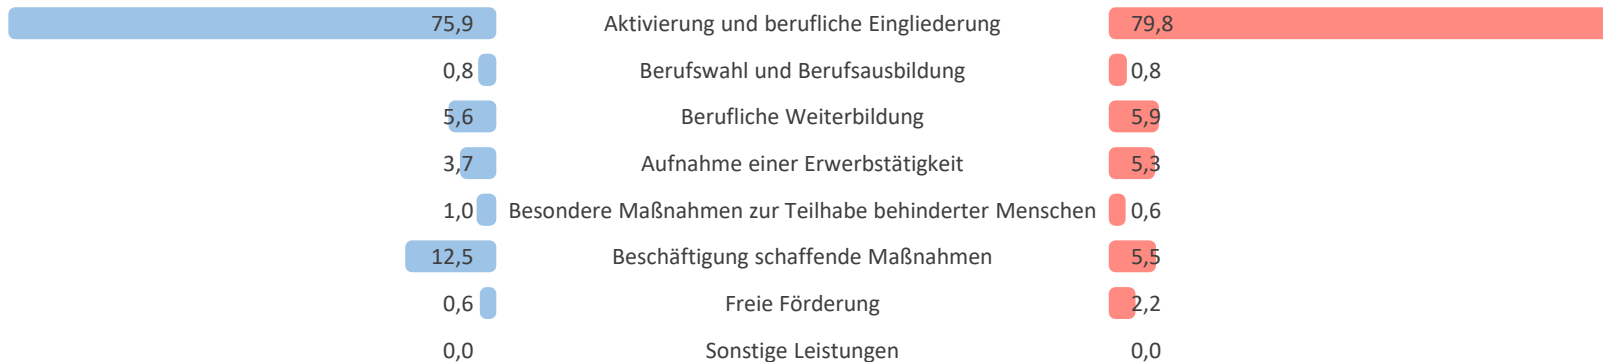 75,9 Aktivierung und berufliche Eingliederung 79,8
0,8 Berufswahl und Berufsausbildung 0,8
5,6 Berufliche Weiterbildung 5,9
3,7 Aufnahme einer Erwerbstätigkeit 5,3
1,0 Besondere Maßnahmen zur Teilhabe behinderter Menschen 0,6
12,5 Beschäftigung schaffende Maßnahmen 5,5
0,6 Freie Förderung 2,2
0,0 Sonstige Leistungen 0,0